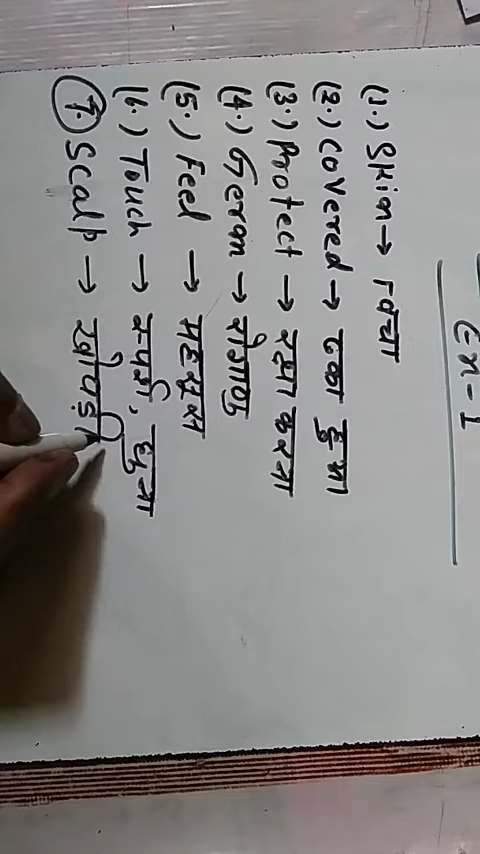 Ex-1
(1.) Skin → त्वचा
(2.) Covered → ढका हुआ
(3.) Protect → रक्षा करना
(4.) Germ → रोगाणु
(5.) Feel → महसूस
(6.) Touch → स्पर्श, छुना
(7.) Scalp → खोपड़ी